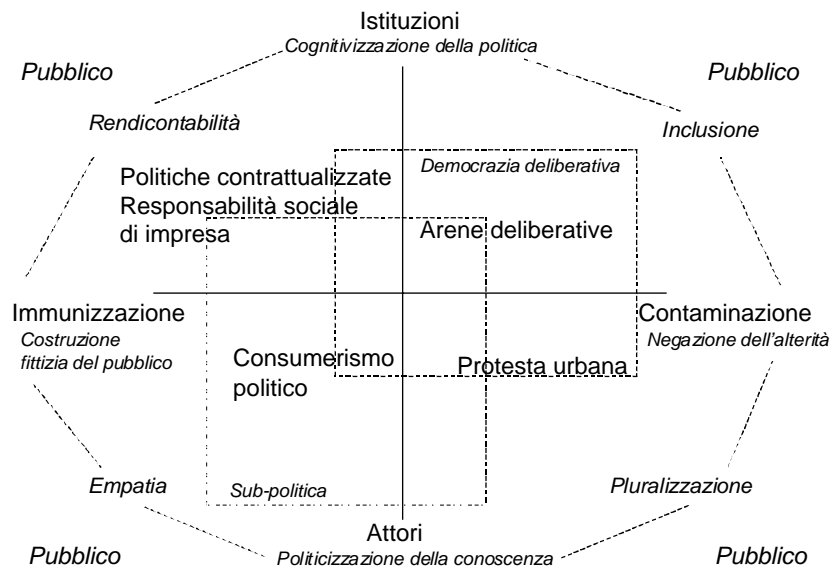 Istituzioni
Cognitivizzazione della politica
Pubblico
Pubblico
Rendicontabilità
Inclusione
Democrazia deliberativa
Politiche contrattualizzate
Responsabilità sociale
di impresa
Arene deliberative
Immunizzazione
Costruzione
fittizia del pubblico
Contaminazione
Negazione dell'alterità
Consumerismo
politico
Protesta urbana
Empatia
Sub-politica
Pluralizzazione
Attori
Politicizzazione della conoscenza
Pubblico
Pubblico